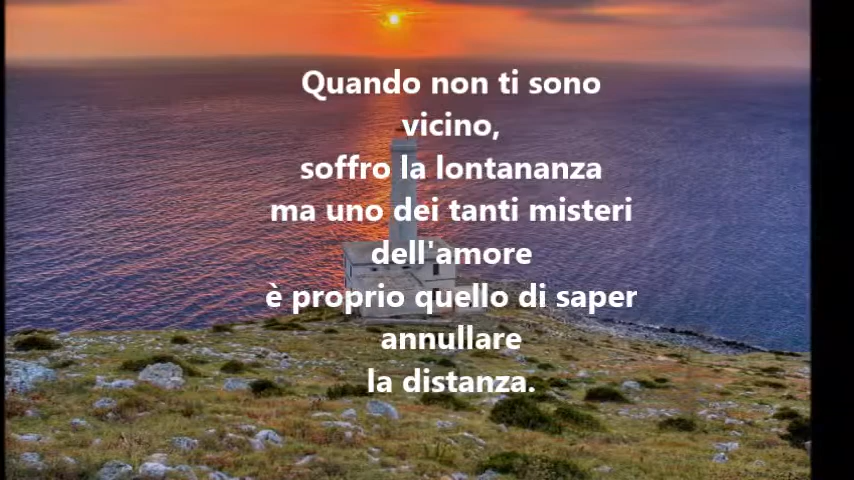 Quando non ti sono
vicino,
soffro la lontananza
ma uno dei tanti misteri
dell'amore
è proprio quello di saper
annullare
la distanza.